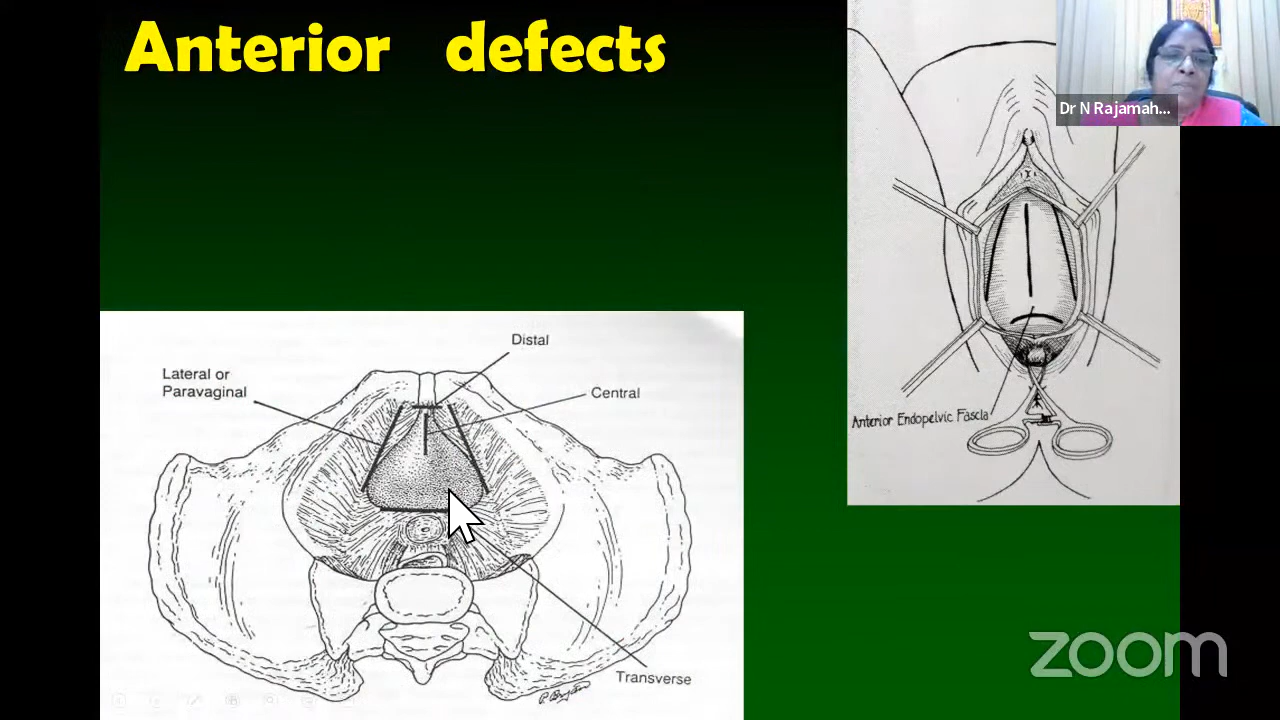 Anterior defects
Dr N Rajamah...
Distal
Lateral or
Paravaginal
Central
Anterior Endopelvic Fascia
Transverse
zoom